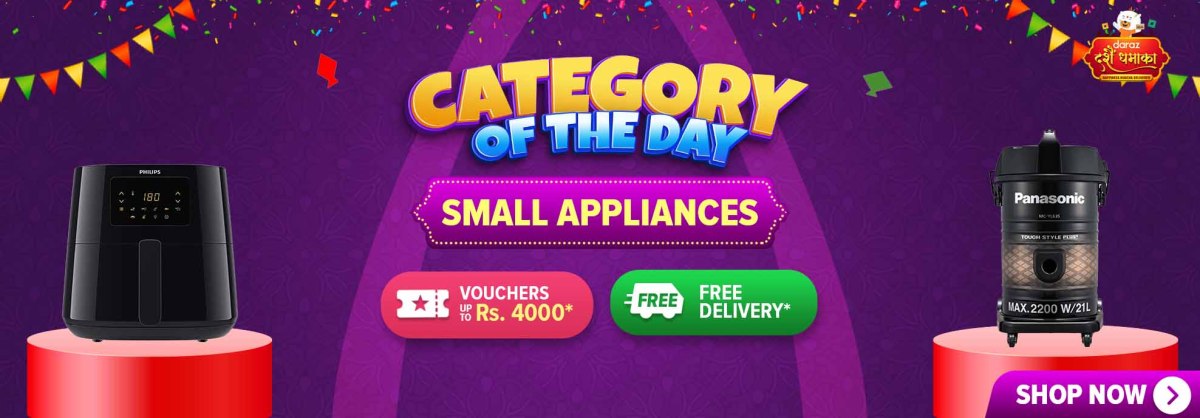 daraz
दशैं धमाका
CATEGORY
OF THE DAY
SMALL APPLIANCES
VOUCHERS
UP TO Rs. 4000*
FREE
FREE
DELIVERY*
PHILIPS
180
Panasonic
TOUGH STYLE PLUS
MAX. 2200 W/21L
SHOP NOW